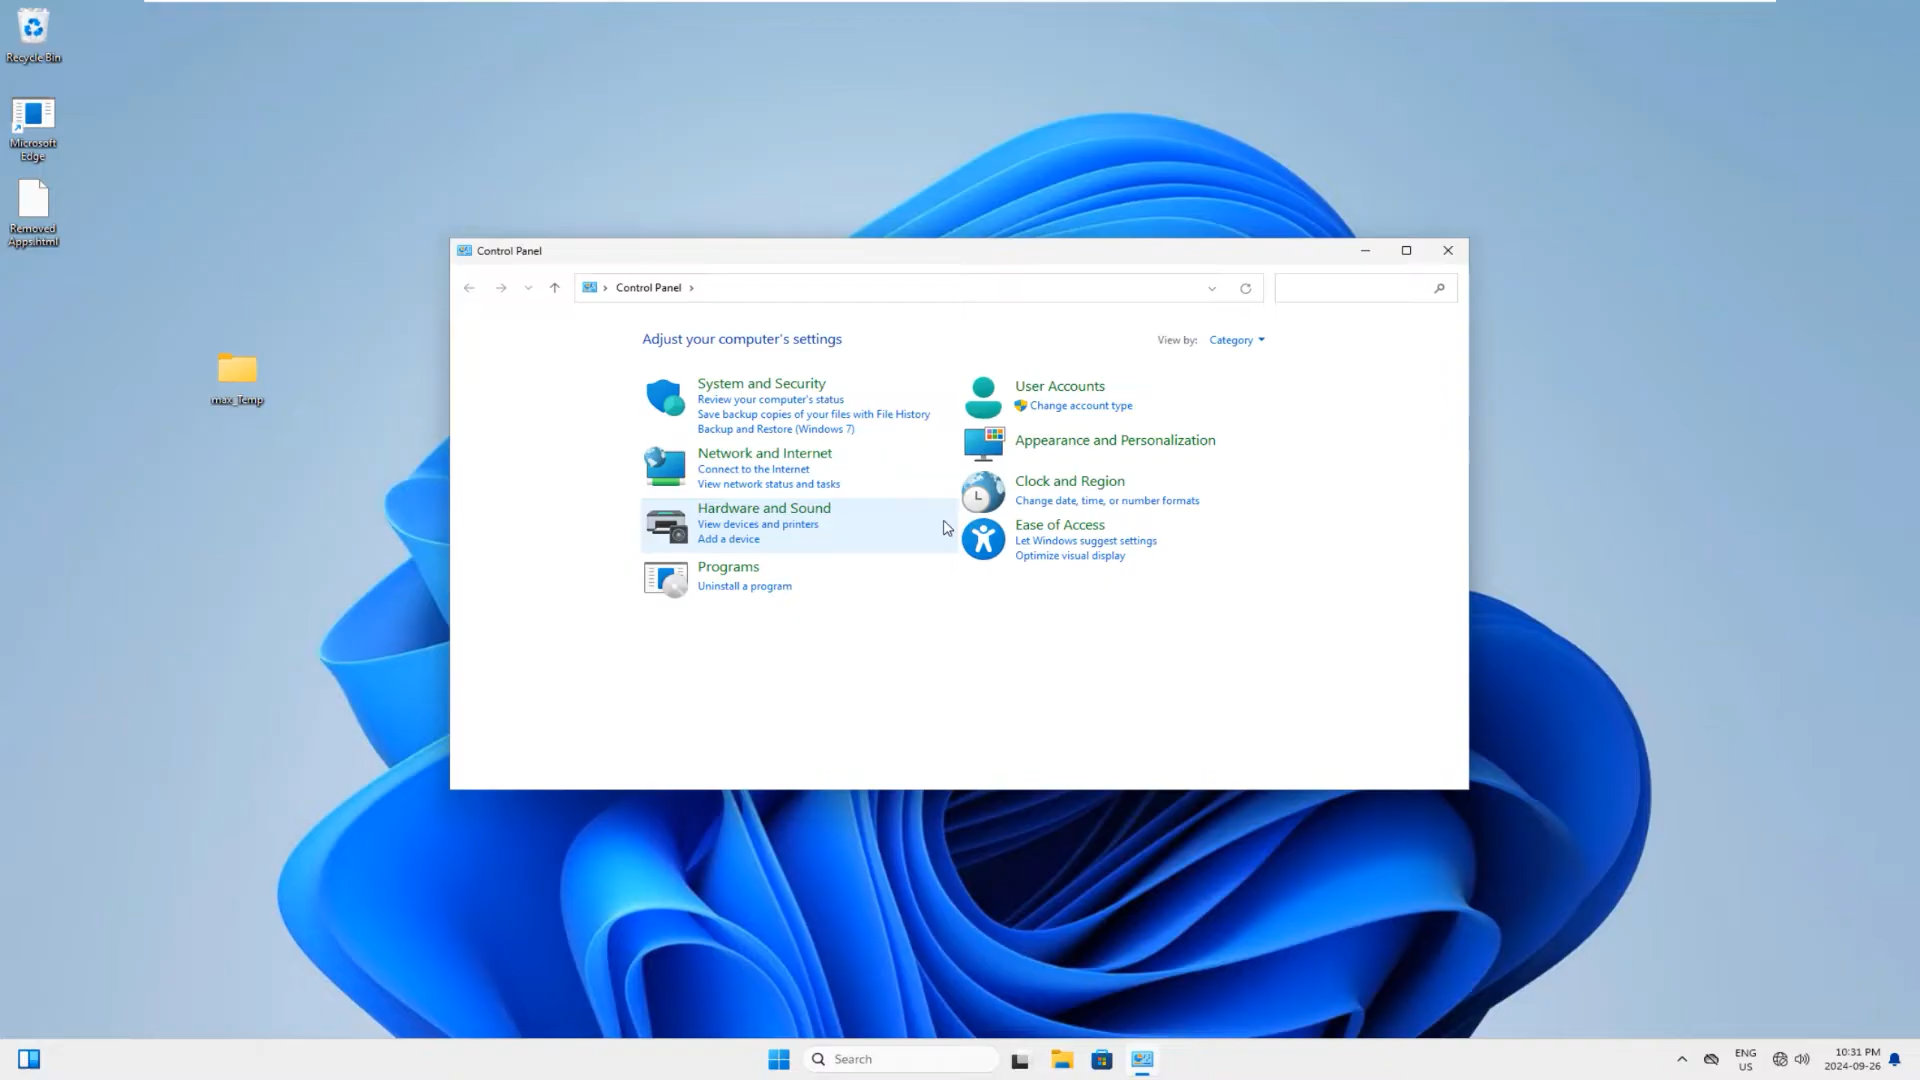 Recycle Bin
Microsoft
Edge
Removed
Apps.html
max_Temp
Control Panel
Control Panel
Adjust your computer's settings
View by: Category
System and Security
Review your computer's status
Save backup copies of your files with File History
Backup and Restore (Windows 7)
Network and Internet
Connect to the Internet
View network status and tasks
Hardware and Sound
View devices and printers
Add a device
Programs
Uninstall a program
User Accounts
Change account type
Appearance and Personalization
Clock and Region
Change date, time, or number formats
Ease of Access
Let Windows suggest settings
Optimize visual display
Search
ENG
US
10:31 PM
2024-09-26